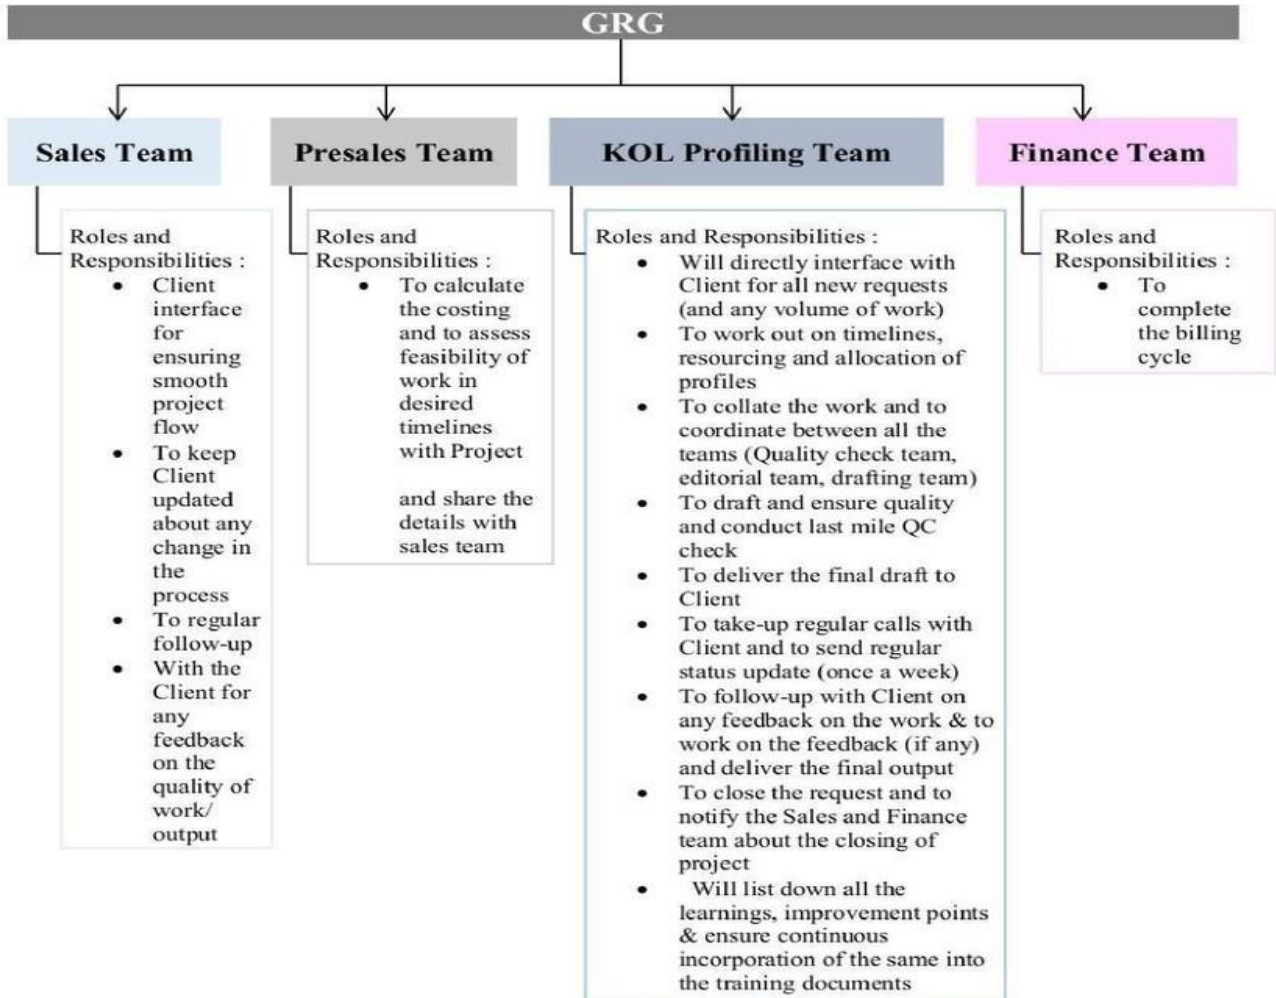 GRG
Sales Team
Presales Team
KOL Profiling Team
Finance Team
Roles and
Responsibilities :
• Client
interface
for
ensuring
smooth
project
flow
• To keep
Client
updated
about any
change in
the
process
• To regular
follow-up
• With the
Client for
any
feedback
on the
quality of
work/
output
Roles and
Responsibilities :
• To calculate
the costing
and to assess
feasibility of
work in
desired
timelines
with Project
and share the
details with
sales team
Roles and Responsibilities :
• Will directly interface with
Client for all new requests
(and any volume of work)
• To work out on timelines,
resourcing and allocation of
profiles
• To collate the work and to
coordinate between all the
teams (Quality check team,
editorial team, drafting team)
• To draft and ensure quality
and conduct last mile QC
check
• To deliver the final draft to
Client
• To take-up regular calls with
Client and to send regular
status update (once a week)
• To follow-up with Client on
any feedback on the work & to
work on the feedback (if any)
and deliver the final output
• To close the request and to
notify the Sales and Finance
team about the closing of
project
• Will list down all the
learnings, improvement points
& ensure continuous
incorporation of the same into
the training documents
Roles and
Responsibilities :
• To
complete
the billing
cycle